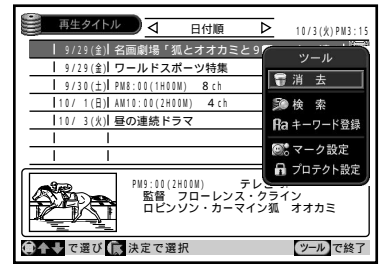 再生タイトル ◁ 日付順 ▷ 10/3(火)PM3:15
9/29(金) 名画劇場「狐とオオカミと9
9/29(金) ワールドスポーツ特集
9/30(土) PM8:00(1H00M) 8ch
10/ 1(日) AM10:00(2H00M) 4ch
10/ 3(火) 昼の連続ドラマ
ツール
消 去
検 索
Aa キーワード登録
マーク設定
プロテクト設定
PM9:00(2H00M) テレ
監督 フローレンス・クライン
ロビンソン・カーマイン狐 オオカミ
で選び 決定で選択 ツールで終了